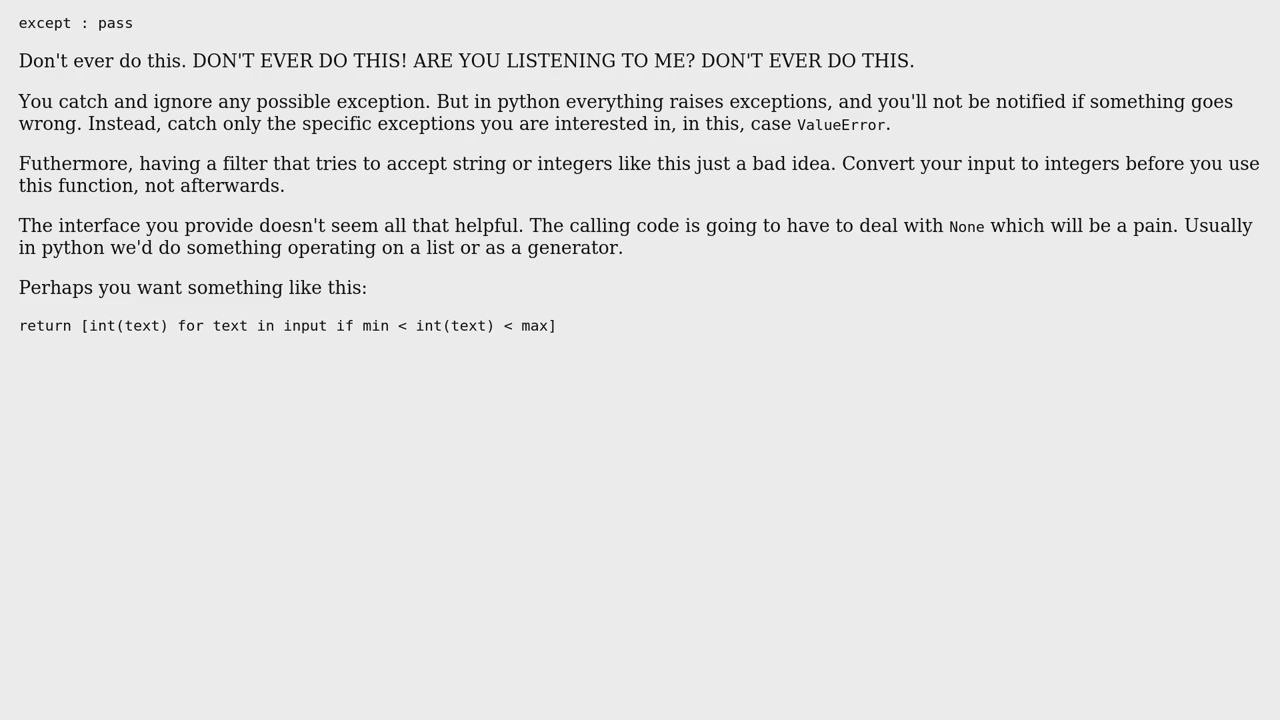 except : pass
Don't ever do this. DON'T EVER DO THIS! ARE YOU LISTENING TO ME? DON'T EVER DO THIS.
You catch and ignore any possible exception. But in python everything raises exceptions, and you'll not be notified if something goes
wrong. Instead, catch only the specific exceptions you are interested in, in this, case ValueError.
Futhermore, having a filter that tries to accept string or integers like this just a bad idea. Convert your input to integers before you use
this function, not afterwards.
The interface you provide doesn't seem all that helpful. The calling code is going to have to deal with None which will be a pain. Usually
in python we'd do something operating on a list or as a generator.
Perhaps you want something like this:
return [int(text) for text in input if min < int(text) < max]